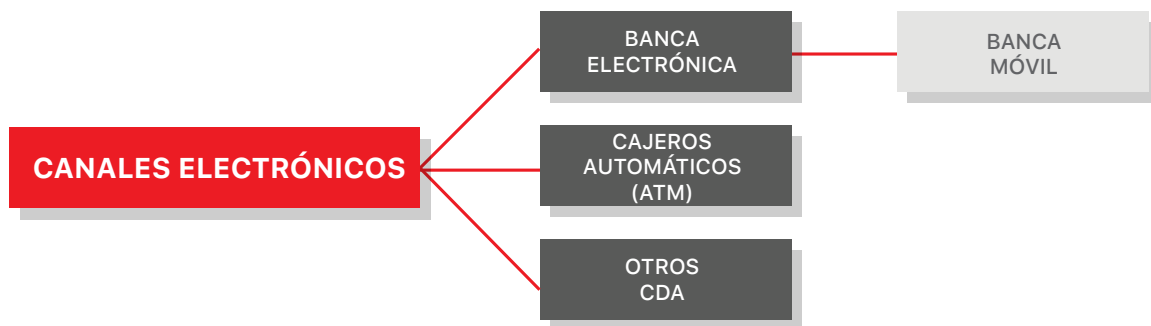 CANALES ELECTRÓNICOS
BANCA
ELECTRÓNICA
BANCA
MÓVIL
CAJEROS
AUTOMÁTICOS
(ATM)
OTROS
CDA